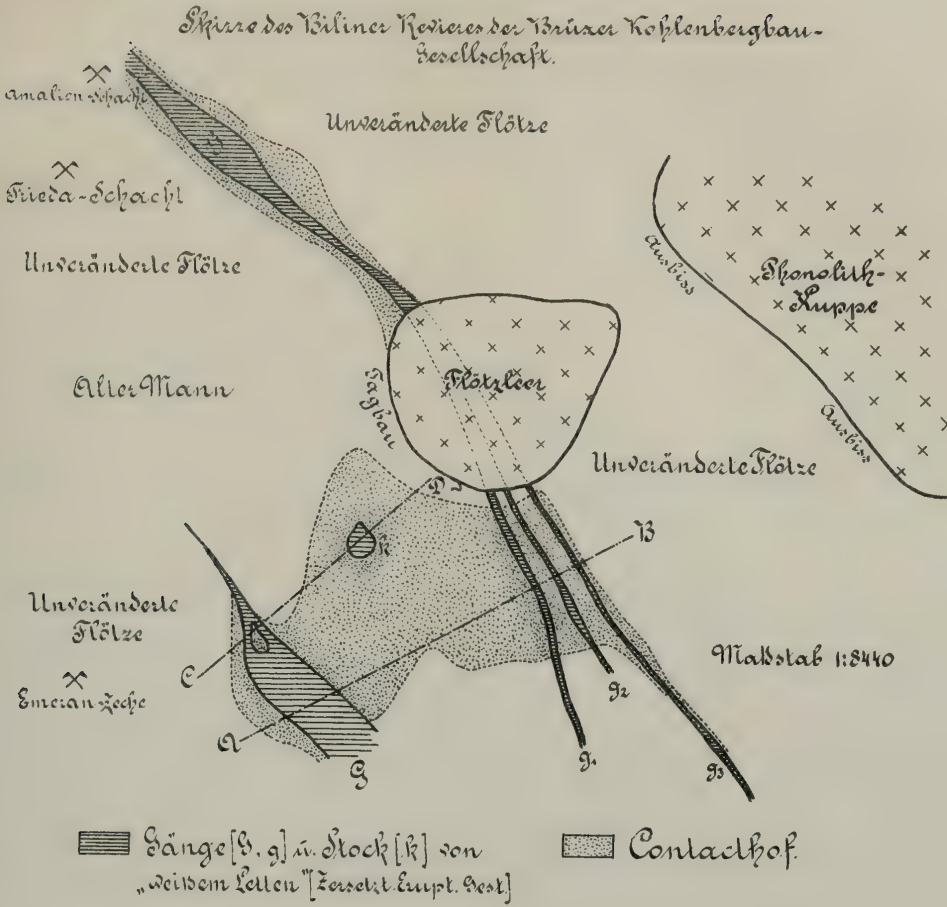 Skizze des Biliner Revieres der Brüxer Kohlenbergbau-
Gesellschaft.
Amalien-Schacht
Unveränderte Flötze
G
Frieda-Schacht
Unveränderte Flötze
Ausbiss
Phonolith-
Kuppe
Alter Mann
Tagbau
Flötzleer
Ausbiss
Unveränderte Flötze
D
B
k
Unveränderte
Flötze
C
Maßstab 1:8440
Emeran-Zeche
A
g2
G
g1
g3
Gänge [G, g] u. Stock [k] von
„weißem Letten" [Zersetzt. Erupt. Gest.]
Contacthof.